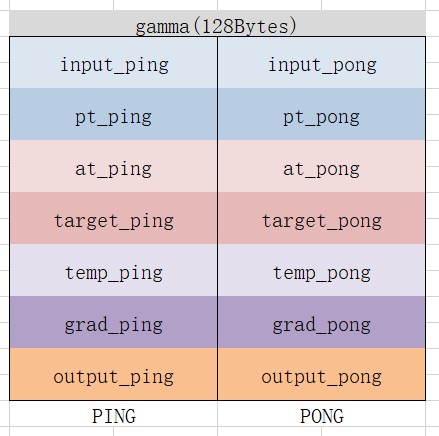 gamma(128Bytes)
input_ping input_pong
pt_ping pt_pong
at_ping at_pong
target_ping target_pong
temp_ping temp_pong
grad_ping grad_pong
output_ping output_pong
PING PONG